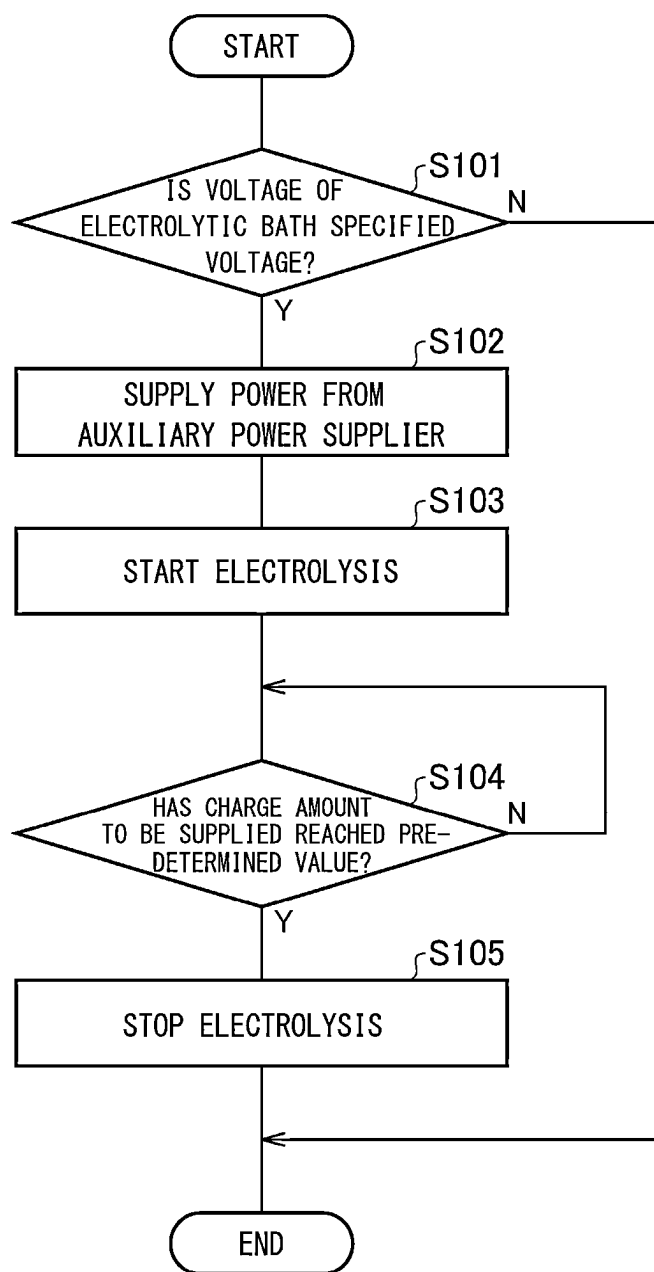 START
S101
IS VOLTAGE OF
ELECTROLYTIC BATH SPECIFIED
VOLTAGE?
N
Y
S102
SUPPLY POWER FROM
AUXILIARY POWER SUPPLIER
S103
START ELECTROLYSIS
S104
HAS CHARGE AMOUNT
TO BE SUPPLIED REACHED PRE-
DETERMINED VALUE?
N
Y
S105
STOP ELECTROLYSIS
END